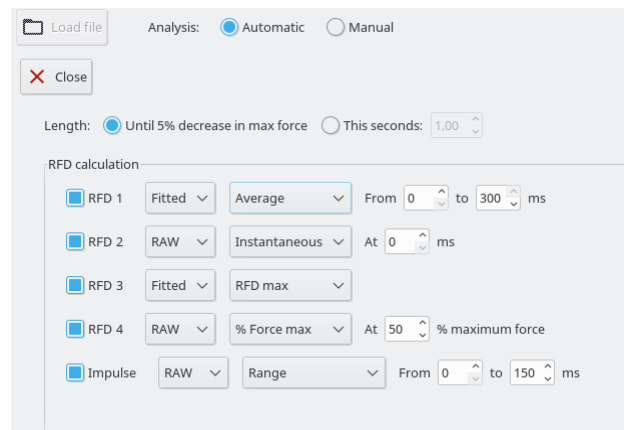 Load file Analysis: Automatic Manual
Close
Length: Until 5% decrease in max force This seconds: 1,00
RFD calculation
RFD 1 Fitted Average From 0 to 300 ms
RFD 2 RAW Instantaneous At 0 ms
RFD 3 Fitted RFD max
RFD 4 RAW % Force max At 50 % maximum force
Impulse RAW Range From 0 to 150 ms